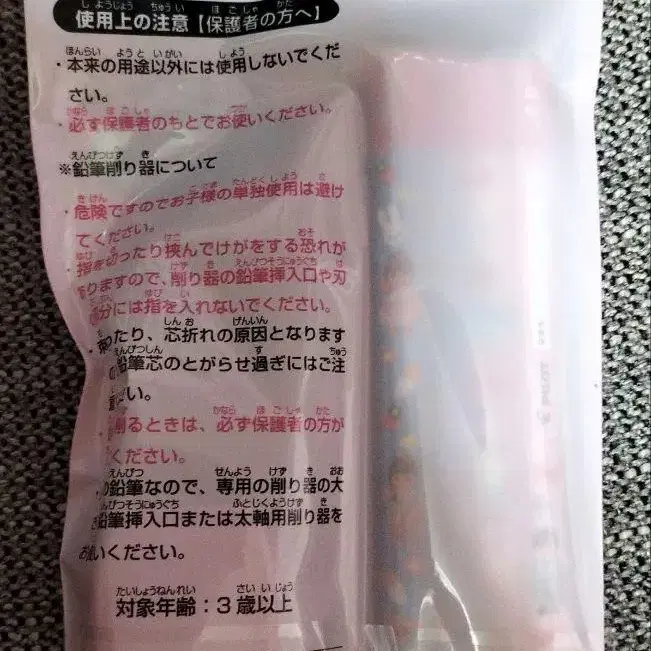 使用上の注意【保護者の方へ】
・本来の用途以外には使用しないでくだ
さい。
・必ず保護者のもとでお使いください。
※鉛筆削り器について
・危険ですのでお子様の単独使用は避け
てください。
・指を切ったり挟んでけがをする恐れが
りますので、削り器の鉛筆挿入口や刃
部分には指を入れないでください。
たり、芯折れの原因となります
鉛筆芯のとがらせ過ぎにはご注
い。
削るときは、必ず保護者の方が
ください。
鉛筆なので、専用の削り器の大
鉛筆挿入口または太軸用削り器を
いください。
対象年齢：3歳以上
PILOT